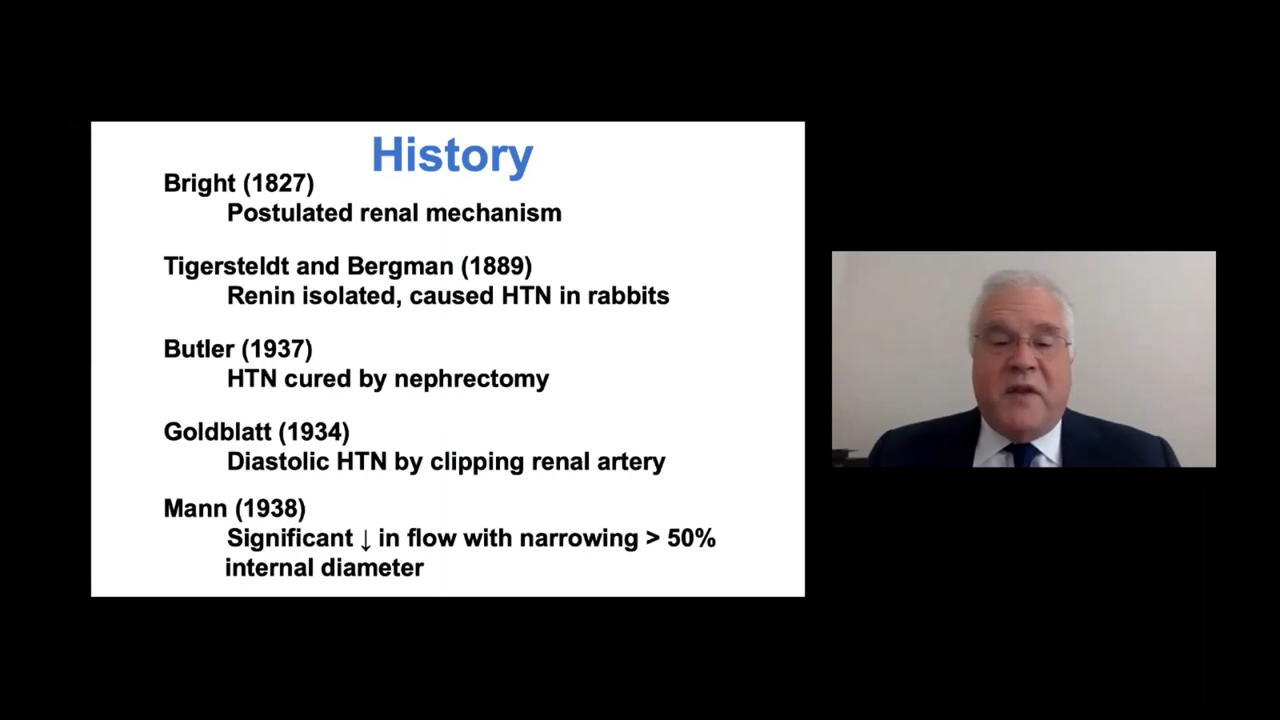 History
Bright (1827)
Postulated renal mechanism
Tigersteldt and Bergman (1889)
Renin isolated, caused HTN in rabbits
Butler (1937)
HTN cured by nephrectomy
Goldblatt (1934)
Diastolic HTN by clipping renal artery
Mann (1938)
Significant ↓ in flow with narrowing > 50%
internal diameter